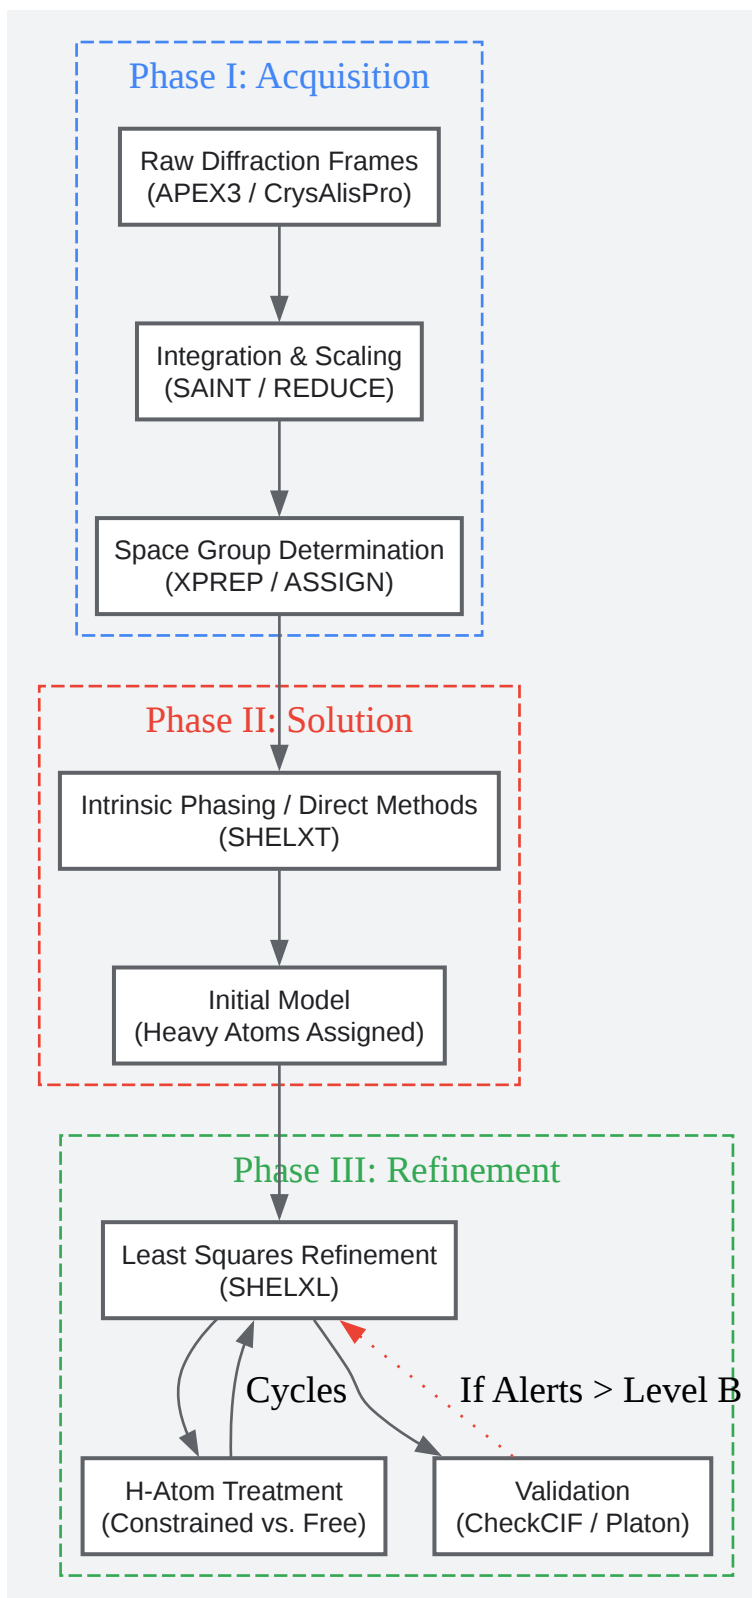 Phase I: Acquisition
Raw Diffraction Frames
(APEX3 / CrysAlisPro)
Integration & Scaling
(SAINT / REDUCE)
Space Group Determination
(XPREP / ASSIGN)
Phase II: Solution
Intrinsic Phasing / Direct Methods
(SHELXT)
Initial Model
(Heavy Atoms Assigned)
Phase III: Refinement
Least Squares Refinement
(SHELXL)
Cycles
If Alerts > Level B
H-Atom Treatment
(Constrained vs. Free)
Validation
(CheckCIF / Platon)